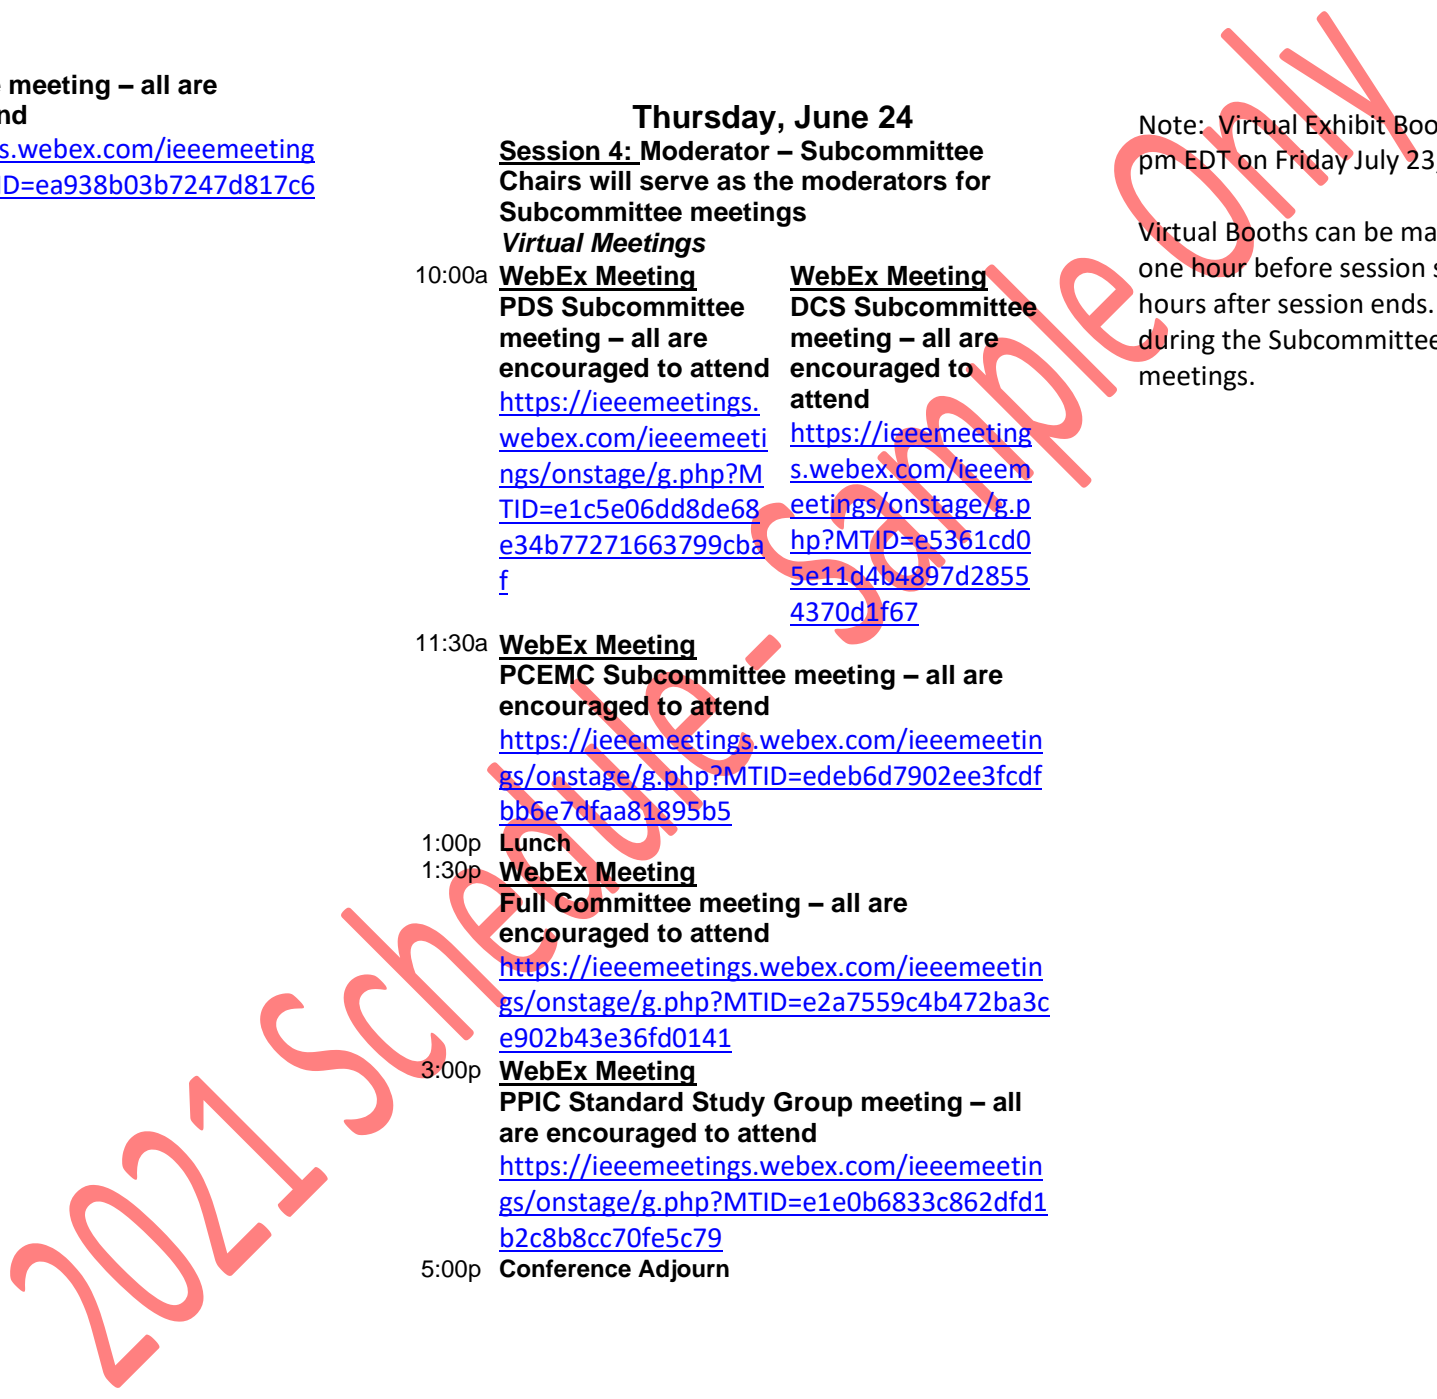 meeting – all are
nd
s.webex.com/ieeemeeting
ID=ea938b03b7247d817c6
Thursday, June 24
Session 4: Moderator – Subcommittee
Chairs will serve as the moderators for
Subcommittee meetings
Virtual Meetings
10:00a WebEx Meeting
PDS Subcommittee
meeting – all are
encouraged to attend
https://ieeemeetings.
webex.com/ieeemeeti
ngs/onstage/g.php?M
TID=e1c5e06dd8de68
e34b77271663799cba
f
WebEx Meeting
DCS Subcommittee
meeting – all are
encouraged to
attend
https://ieeemeeting
s.webex.com/ieeem
eetings/onstage/g.p
hp?MTID=e5361cd0
5e11d4b4897d2855
4370d1f67
11:30a WebEx Meeting
PCEMC Subcommittee meeting – all are
encouraged to attend
https://ieeemeetings.webex.com/ieeemeetin
gs/onstage/g.php?MTID=edeb6d7902ee3fcdf
bb6e7dfaa81895b5
1:00p Lunch
1:30p WebEx Meeting
Full Committee meeting – all are
encouraged to attend
https://ieeemeetings.webex.com/ieeemeetin
gs/onstage/g.php?MTID=e2a7559c4b472ba3c
e902b43e36fd0141
3:00p WebEx Meeting
PPIC Standard Study Group meeting – all
are encouraged to attend
https://ieeemeetings.webex.com/ieeemeetin
gs/onstage/g.php?MTID=e1e0b6833c862dfd1
b2c8b8cc70fe5c79
5:00p Conference Adjourn
Note: Virtual Exhibit Boo
pm EDT on Friday July 23,
Virtual Booths can be ma
one hour before session s
hours after session ends.
during the Subcommittee
meetings.
2021 Schedule - Sample Only